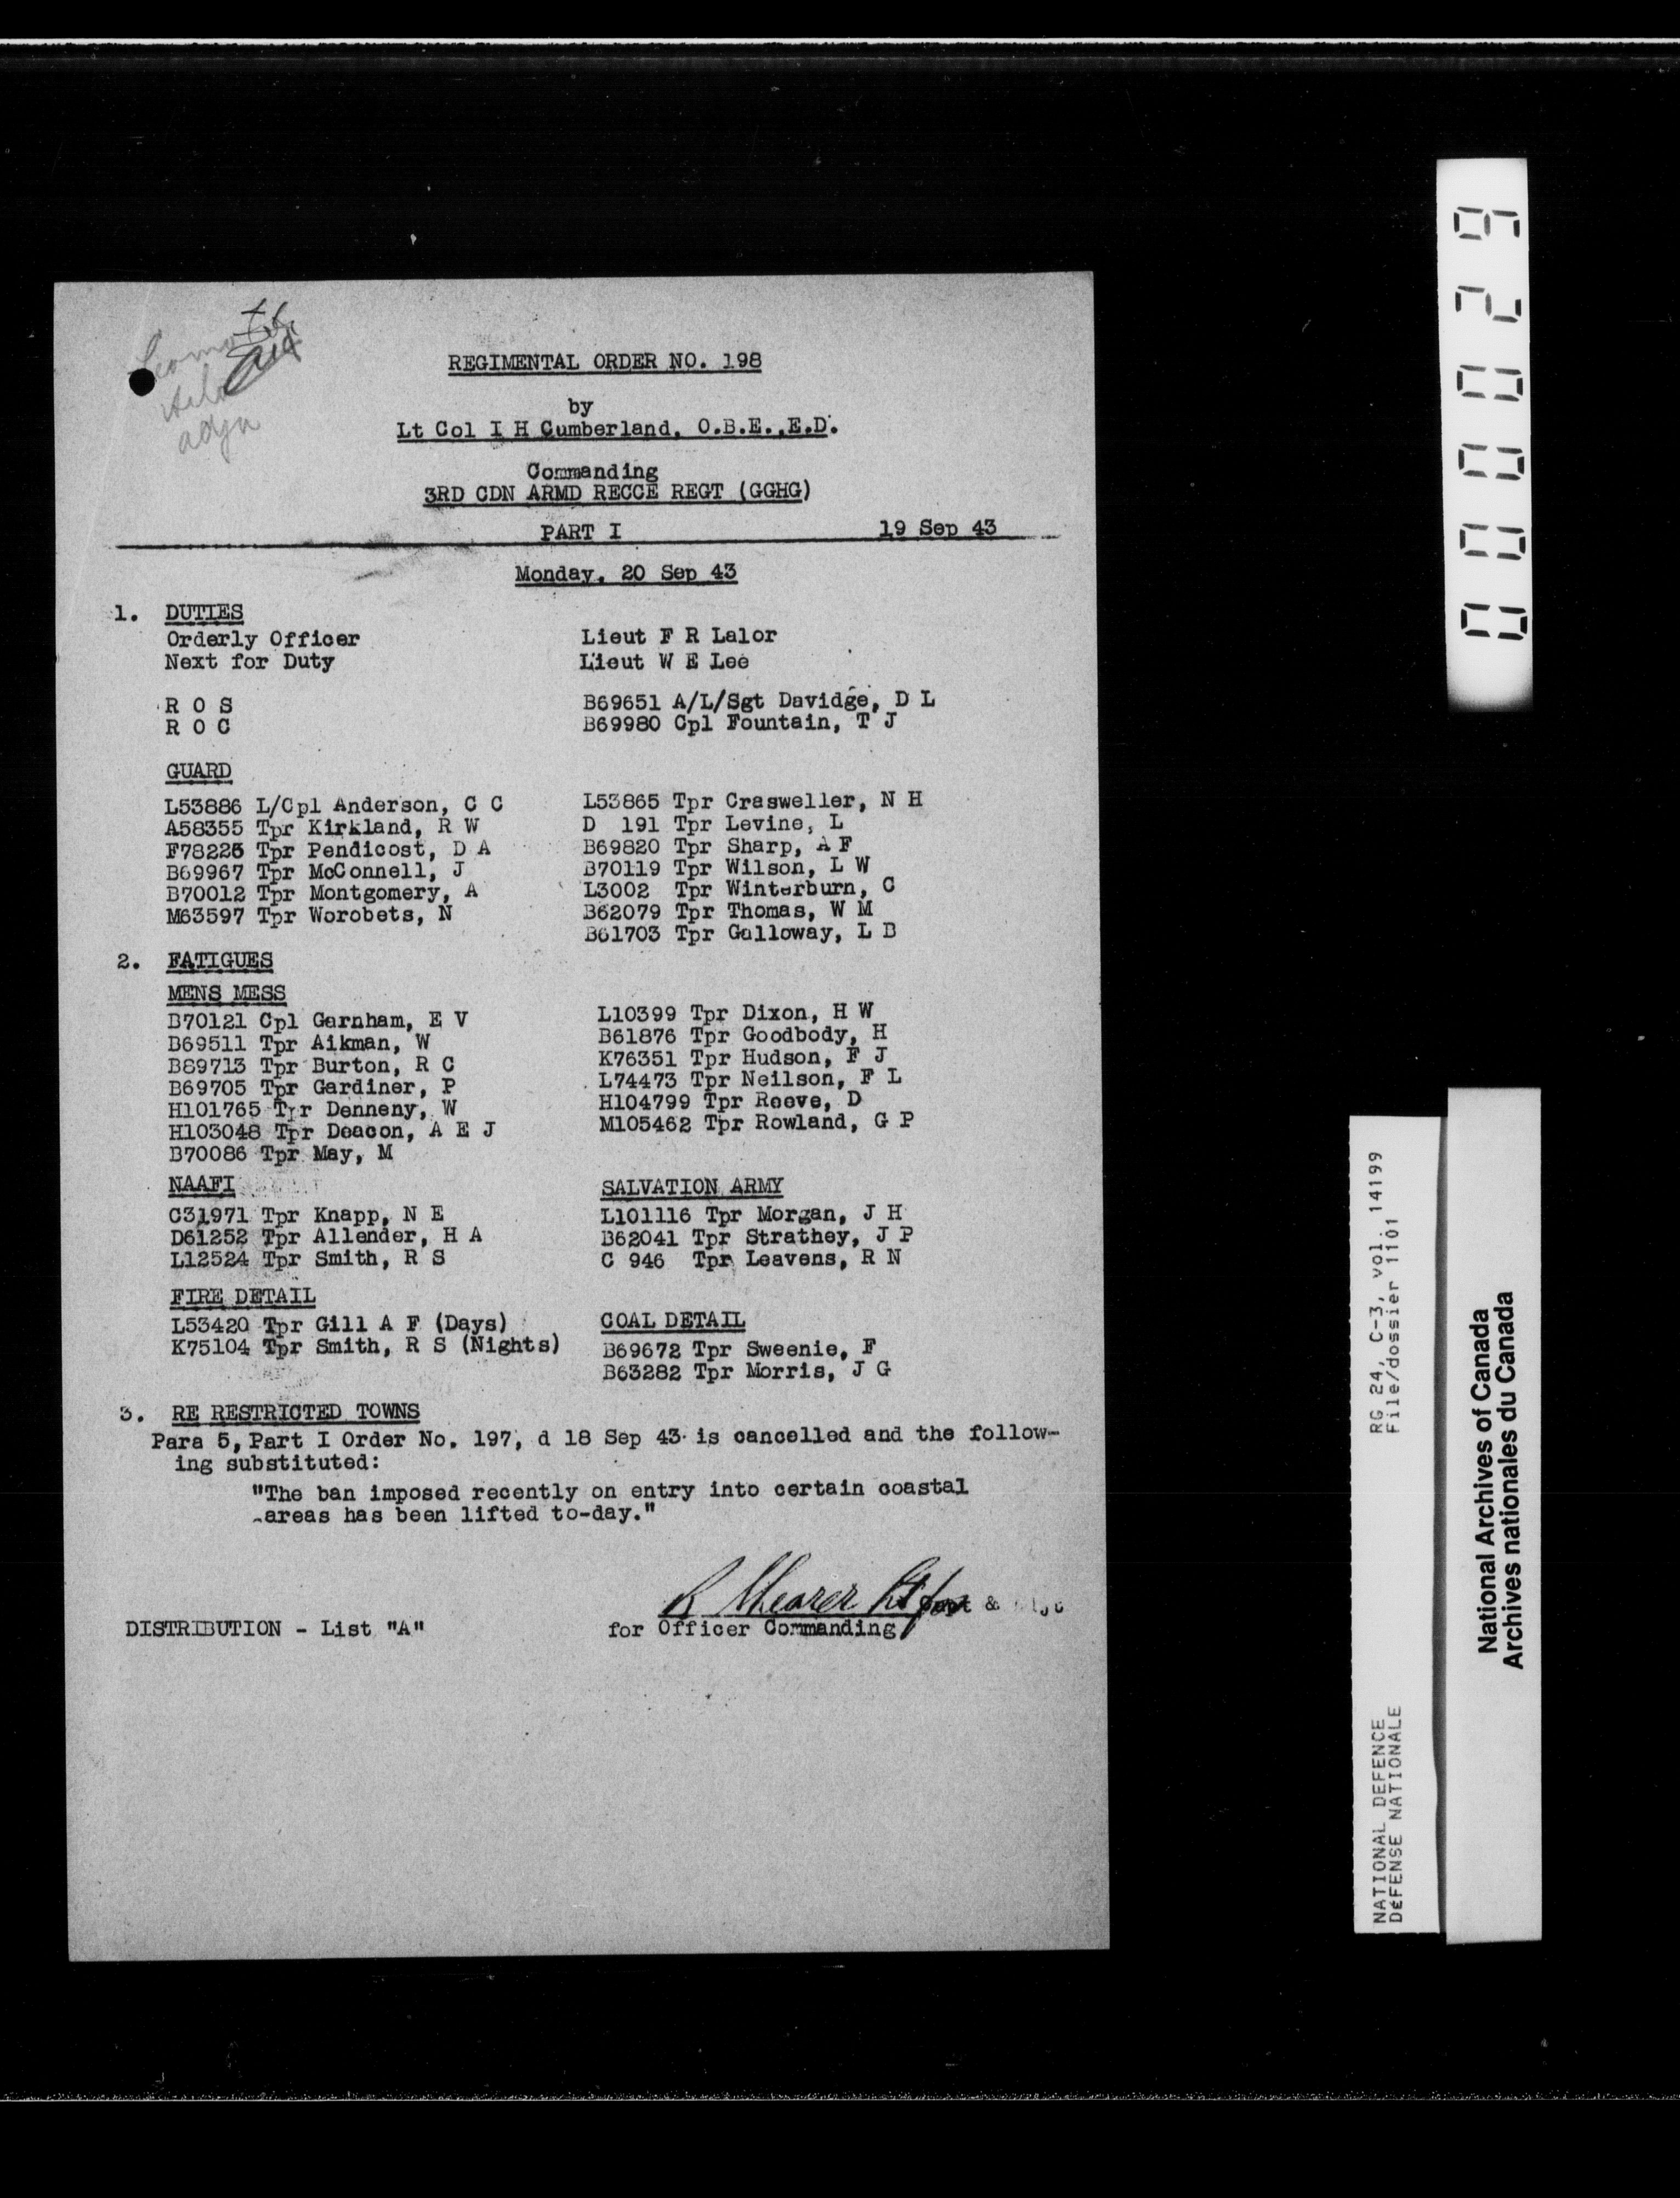 REGIMENTAL ORDER NO. 198
by
Lt Col I H Cumberland, O.B.E.,E.D.
Commanding
3RD CDN ARMD RECCE REGT (GGHG)
PART I 19 Sep 43
Monday, 20 Sep 43
1. DUTIES
Orderly Officer Lieut F R Lalor
Next for Duty Lieut W E Lee
R O S B69651 A/L/Sgt Davidge, D L
R O C B69980 Cpl Fountain, T J
GUARD
L53886 L/Cpl Anderson, C C L53865 Tpr Crasweller, N H
A58355 Tpr Kirkland, R W D 191 Tpr Levine, L
F78225 Tpr Pendicost, D A B69820 Tpr Sharp, A F
B69967 Tpr McConnell, J B70119 Tpr Wilson, L W
B70012 Tpr Montgomery, A L3002 Tpr Winterburn, C
M63597 Tpr Worobets, N B62079 Tpr Thomas, W M
B61703 Tpr Galloway, L B
2. FATIGUES
MENS MESS
B70121 Cpl Garnham, E V L10399 Tpr Dixon, H W
B69511 Tpr Aikman, W B61876 Tpr Goodbody, H
B89713 Tpr Burton, R C K76351 Tpr Hudson, F J
B69705 Tpr Gardiner, P L74473 Tpr Neilson, F L
H101765 Tpr Denneny, W H104799 Tpr Reeve, D
H103048 Tpr Deacon, A E J M105462 Tpr Rowland, G P
B70086 Tpr May, M
NAAFI SALVATION ARMY
C31971 Tpr Knapp, N E L101116 Tpr Morgan, J H
D61252 Tpr Allender, H A B62041 Tpr Strathey, J P
L12524 Tpr Smith, R S C 946 Tpr Leavens, R N
FIRE DETAIL COAL DETAIL
L53420 Tpr Gill A F (Days) B69672 Tpr Sweenie, F
K75104 Tpr Smith, R S (Nights) B63282 Tpr Morris, J G
3. RE RESTRICTED TOWNS
Para 5, Part I Order No. 197, d 18 Sep 43 is cancelled and the follow-
ing substituted:
"The ban imposed recently on entry into certain coastal
areas has been lifted to-day."
R Shearer Lt for &
DISTRIBUTION - List "A" for Officer Commanding
000029
RG 24, C-3, vol. 14199
File/dossier 1101
NATIONAL DEFENCE
DéFENSE NATIONALE
National Archives of Canada
Archives nationales du Canada